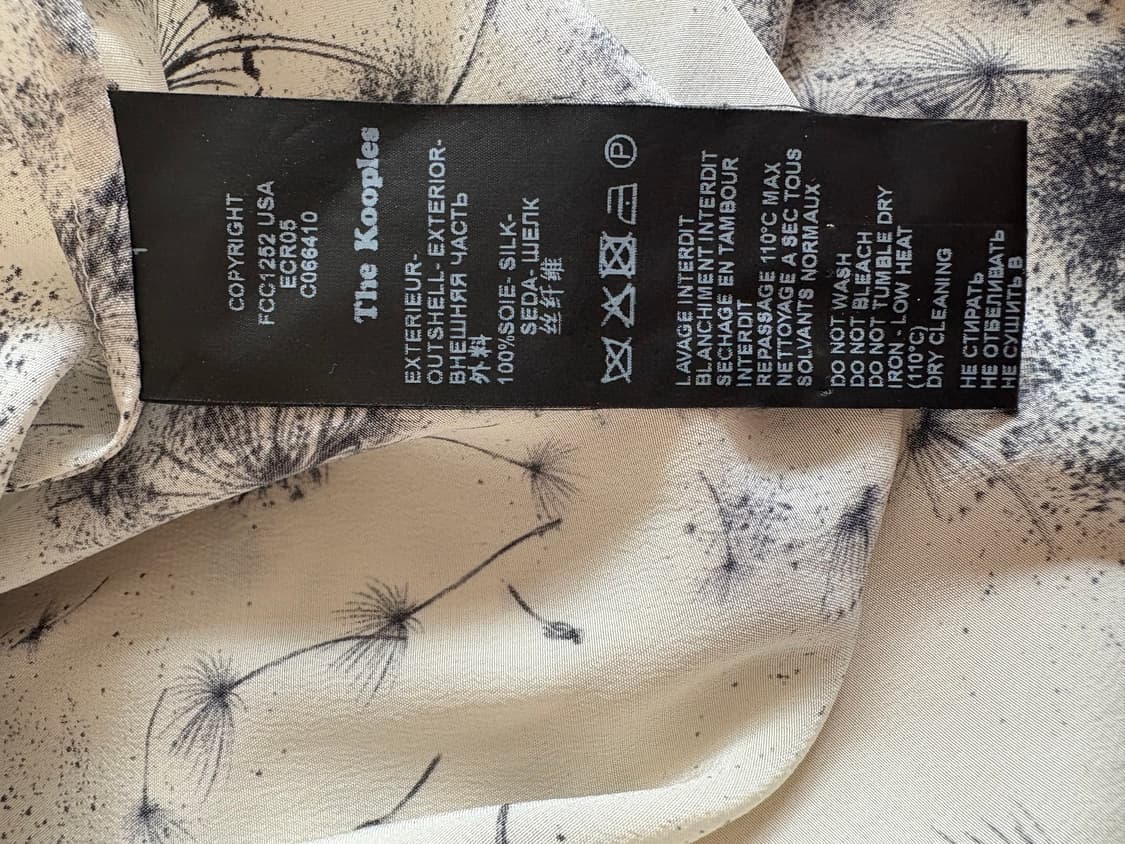 COPYRIGHT
FCC1252 USA
ECR05
C066410
The Kooples
EXTERIEUR-
OUTSHELL- EXTERIOR-
ВНЕШНЯЯ ЧАСТЬ
外料
100%SOIE- SILK-
SEDA- ШЕЛК
丝纤维
P
LAVAGE INTERDIT
BLANCHIMENT INTERDIT
SECHAGE EN TAMBOUR
INTERDIT
REPASSAGE 110°C MAX
NETTOYAGE A SEC TOUS
SOLVANTS NORMAUX
DO NOT WASH
DO NOT BLEACH
DO NOT TUMBLE DRY
IRON - LOW HEAT
(110°C)
DRY CLEANING
НЕ СТИРАТЬ
НЕ ОТБЕЛИВАТЬ
НЕ СУШИТЬ В